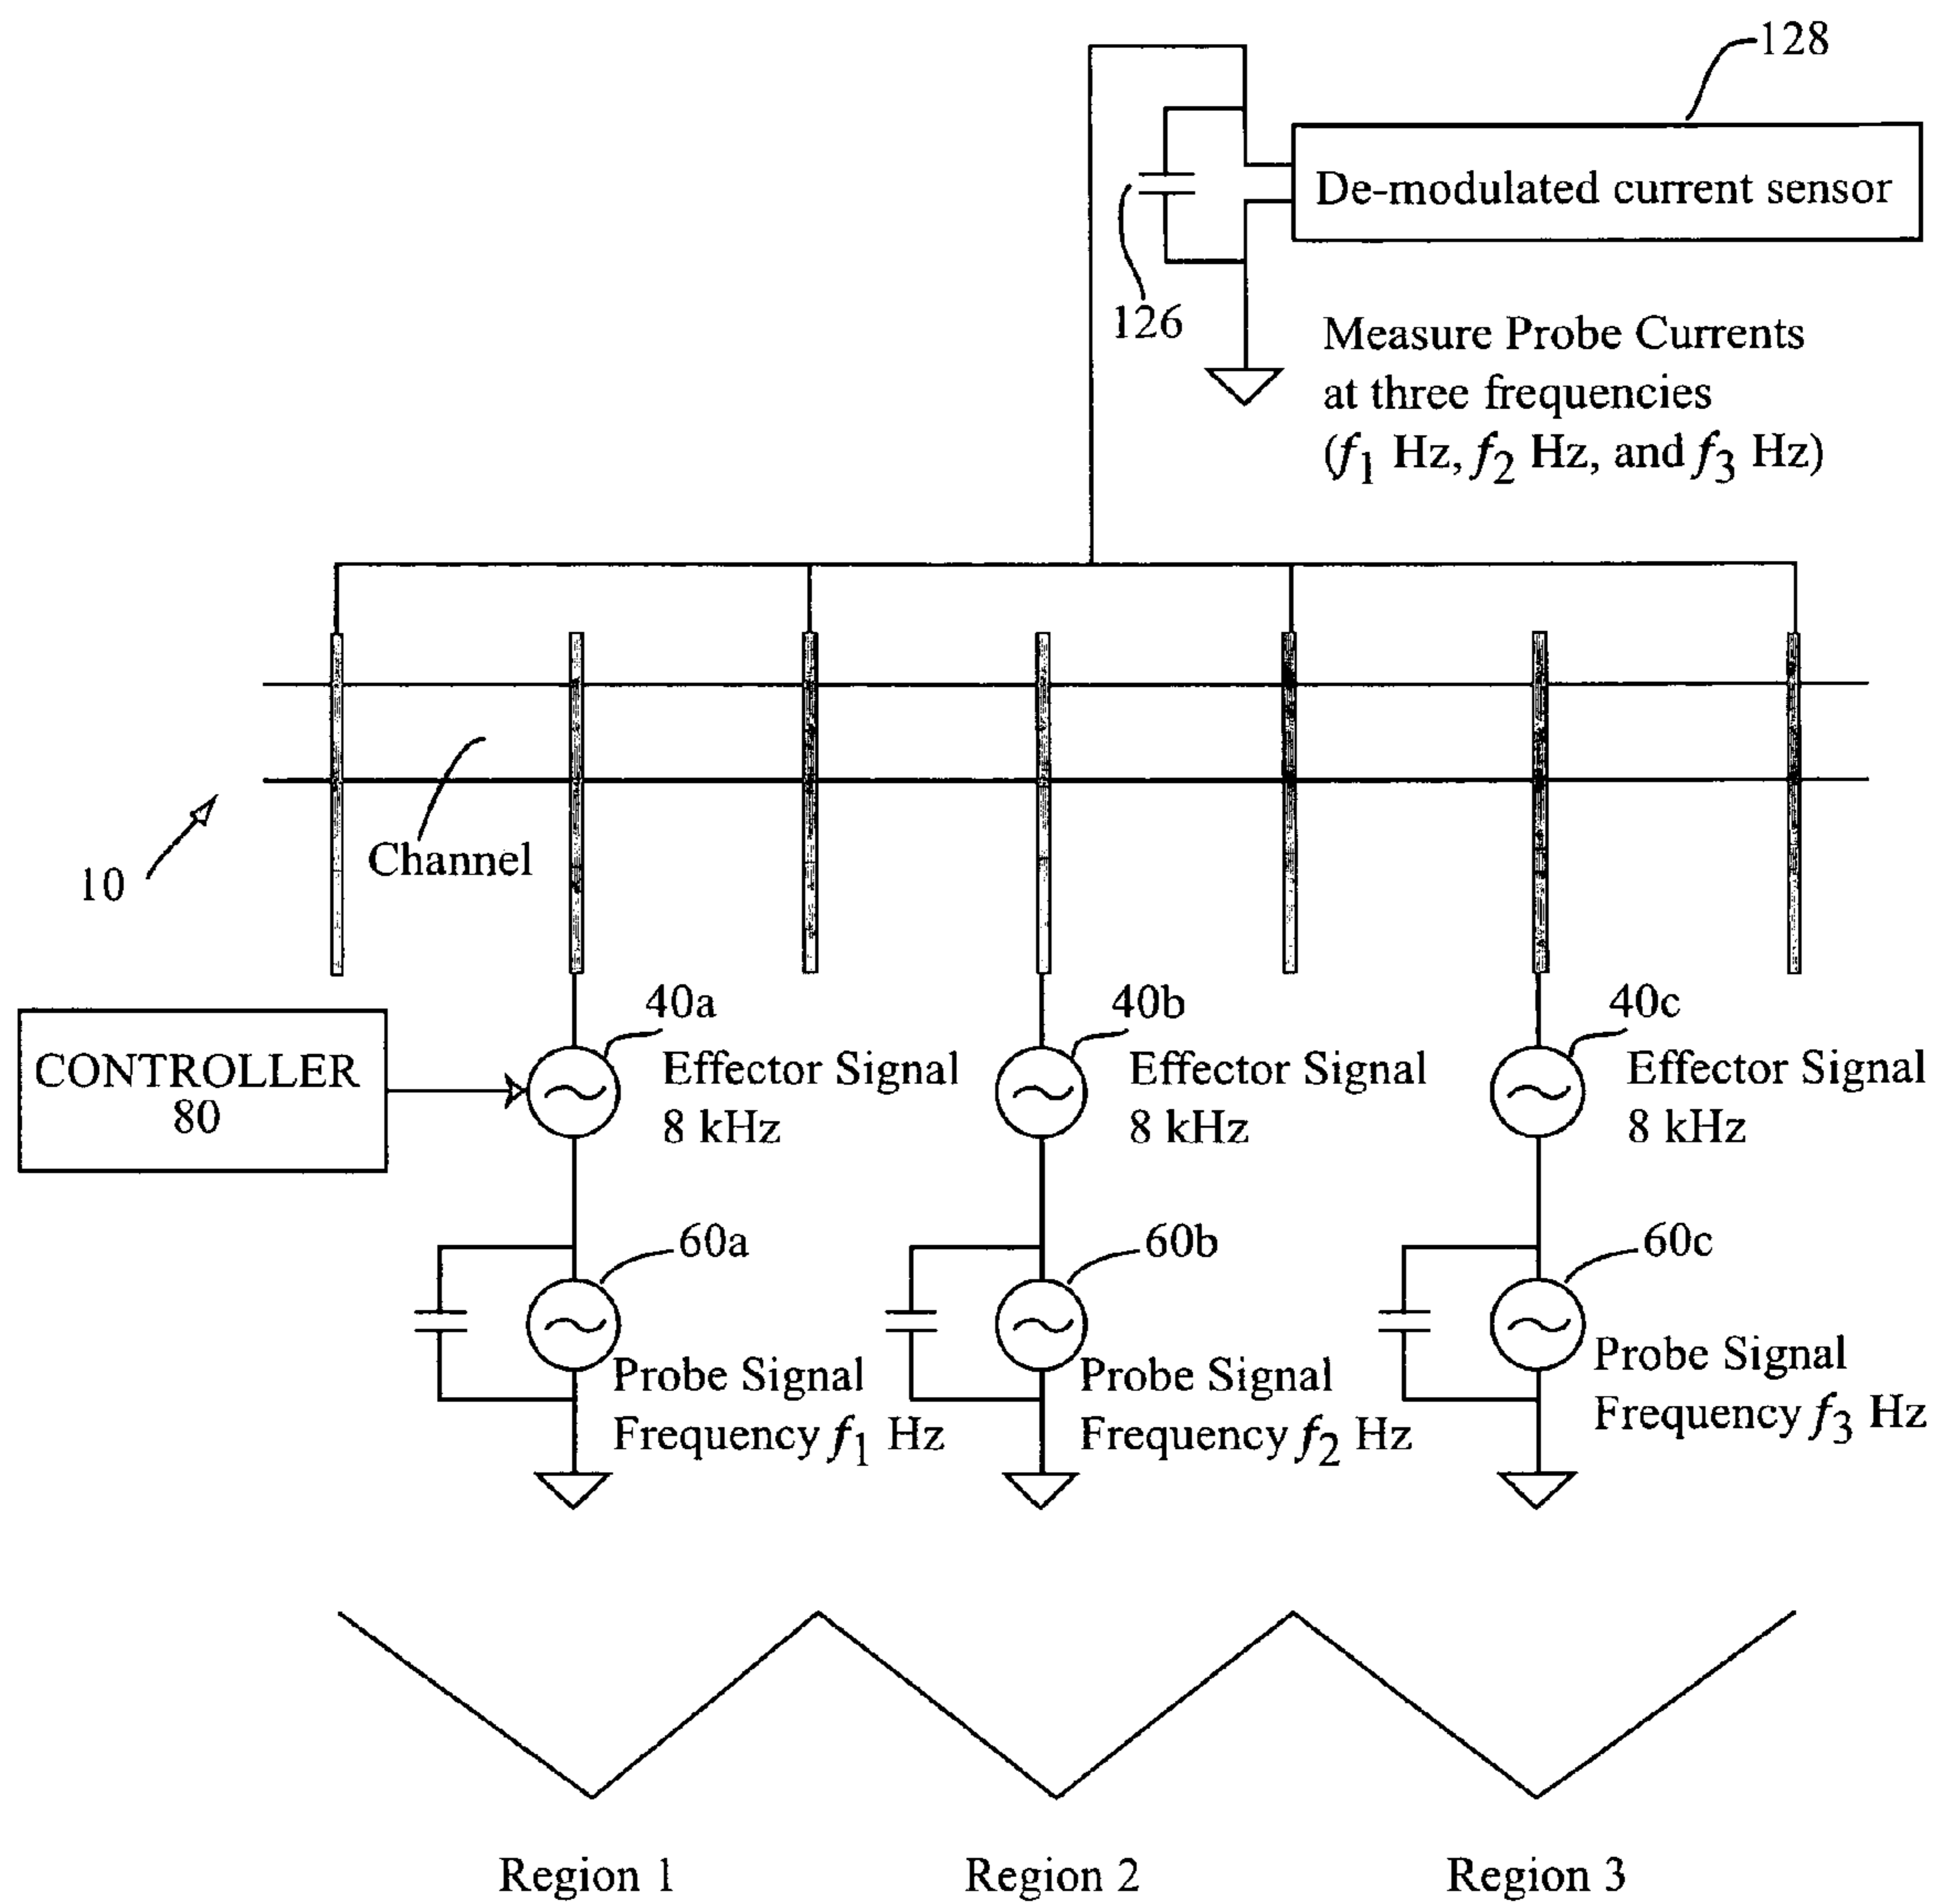 128
De-modulated current sensor
126
Measure Probe Currents
at three frequencies
(f1 Hz, f2 Hz, and f3 Hz)
Channel
10
40a
40b
40c
CONTROLLER
80
Effector Signal
8 kHz
Effector Signal
8 kHz
Effector Signal
8 kHz
60a
60b
60c
Probe Signal
Frequency f1 Hz
Probe Signal
Frequency f2 Hz
Probe Signal
Frequency f3 Hz
Region 1
Region 2
Region 3